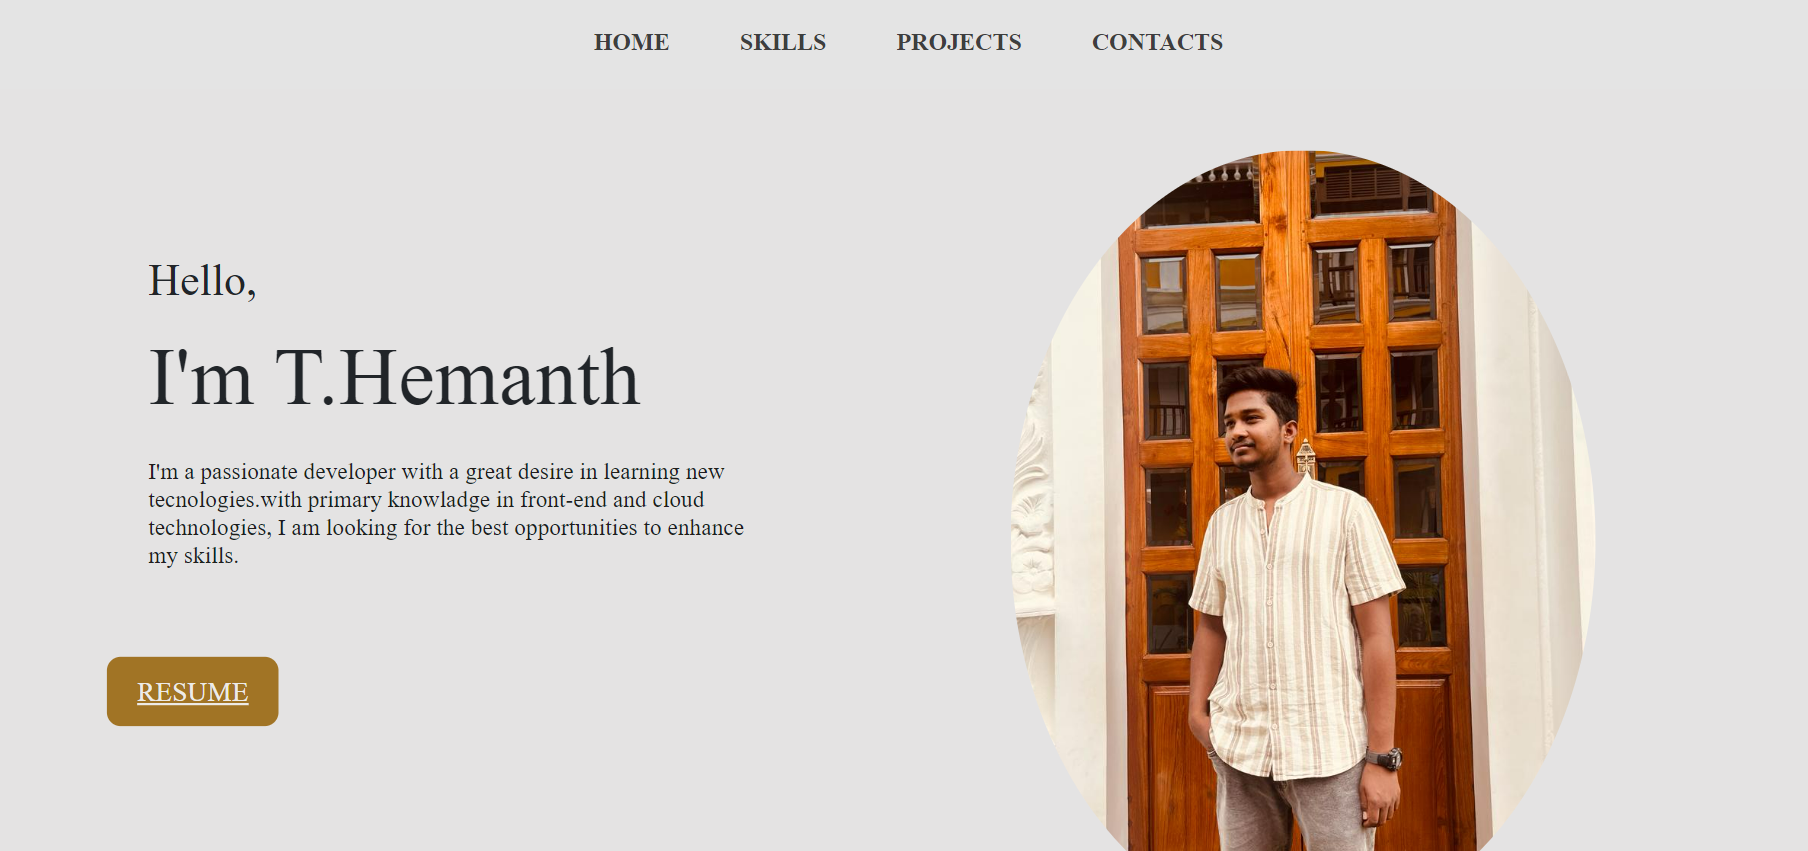 HOME SKILLS PROJECTS CONTACTS
Hello,
I'm T.Hemanth
I'm a passionate developer with a great desire in learning new
tecnologies.with primary knowladge in front-end and cloud
technologies, I am looking for the best opportunities to enhance
my skills.
RESUME